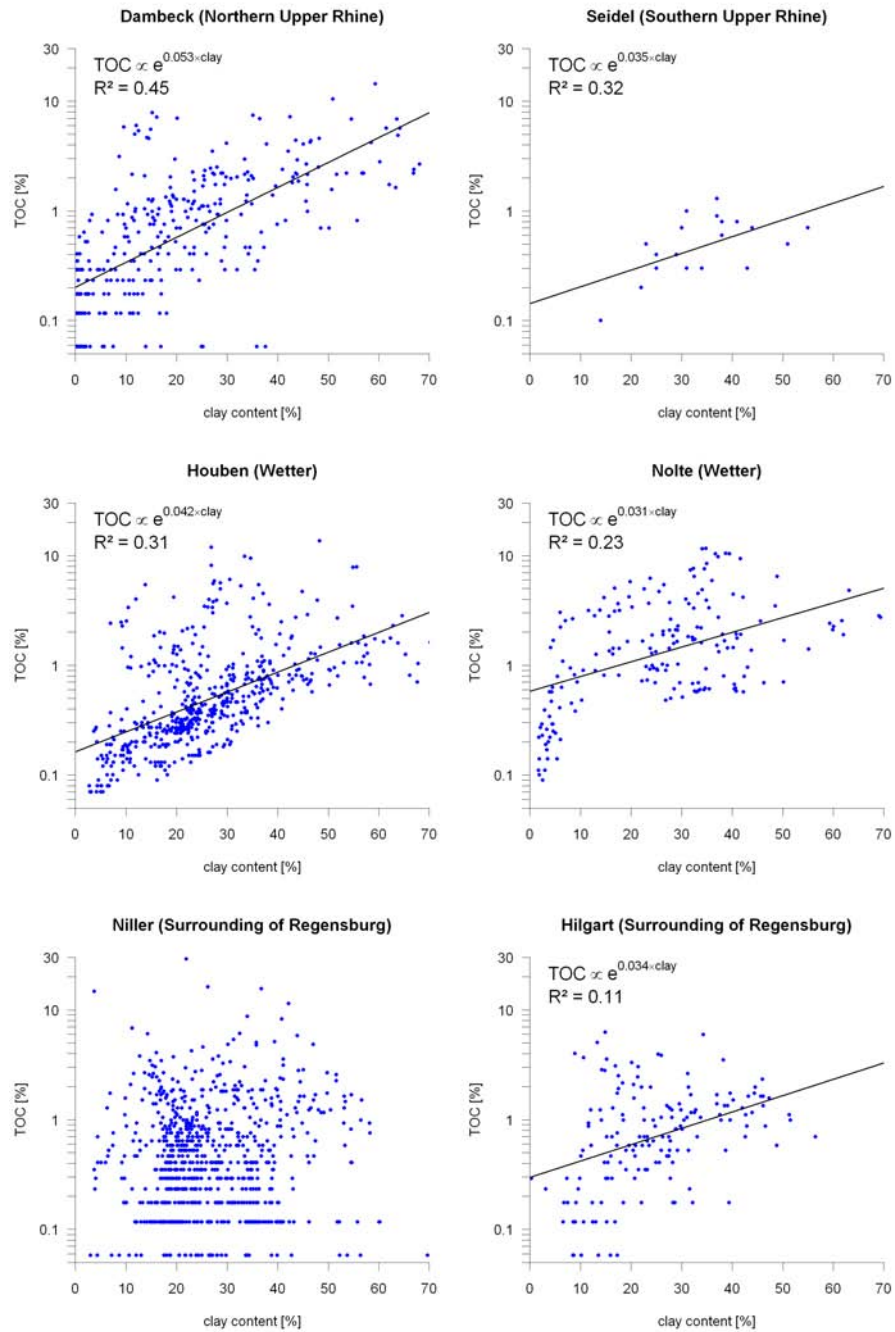 Dambeck (Northern Upper Rhine)
TOC ∝ e^0.053×clay
R² = 0.45
30
10
1
0.1
TOC [%]
0 10 20 30 40 50 60 70
clay content [%]
Seidel (Southern Upper Rhine)
TOC ∝ e^0.035×clay
R² = 0.32
30
10
1
0.1
TOC [%]
0 10 20 30 40 50 60 70
clay content [%]
Houben (Wetter)
TOC ∝ e^0.042×clay
R² = 0.31
30
10
1
0.1
TOC [%]
0 10 20 30 40 50 60 70
clay content [%]
Nolte (Wetter)
TOC ∝ e^0.031×clay
R² = 0.23
30
10
1
0.1
TOC [%]
0 10 20 30 40 50 60 70
clay content [%]
Niller (Surrounding of Regensburg)
30
10
1
0.1
TOC [%]
0 10 20 30 40 50 60 70
clay content [%]
Hilgart (Surrounding of Regensburg)
TOC ∝ e^0.034×clay
R² = 0.11
30
10
1
0.1
TOC [%]
0 10 20 30 40 50 60 70
clay content [%]